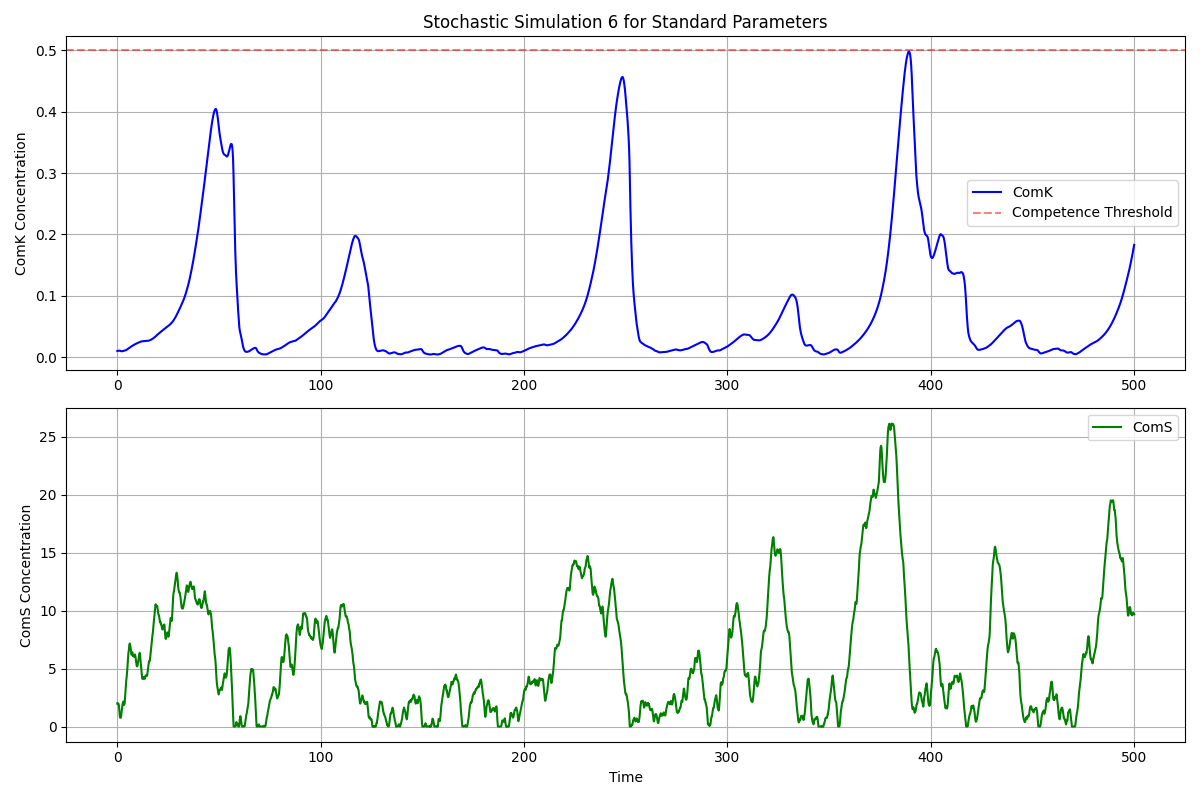 Stochastic Simulation 6 for Standard Parameters
ComK Concentration
0.5
0.4
0.3
0.2
0.1
0.0
ComK
Competence Threshold
0 100 200 300 400 500
ComS Concentration
25
20
15
10
5
0
ComS
0 100 200 300 400 500
Time